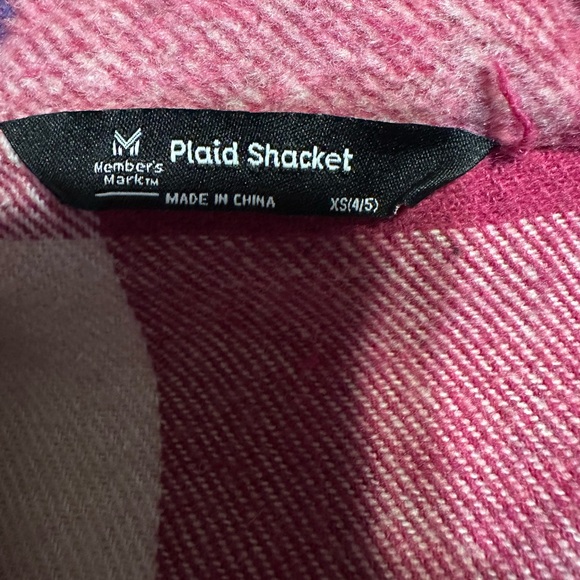 Member's
Mark™
Plaid Shacket
MADE IN CHINA XS(4/5)